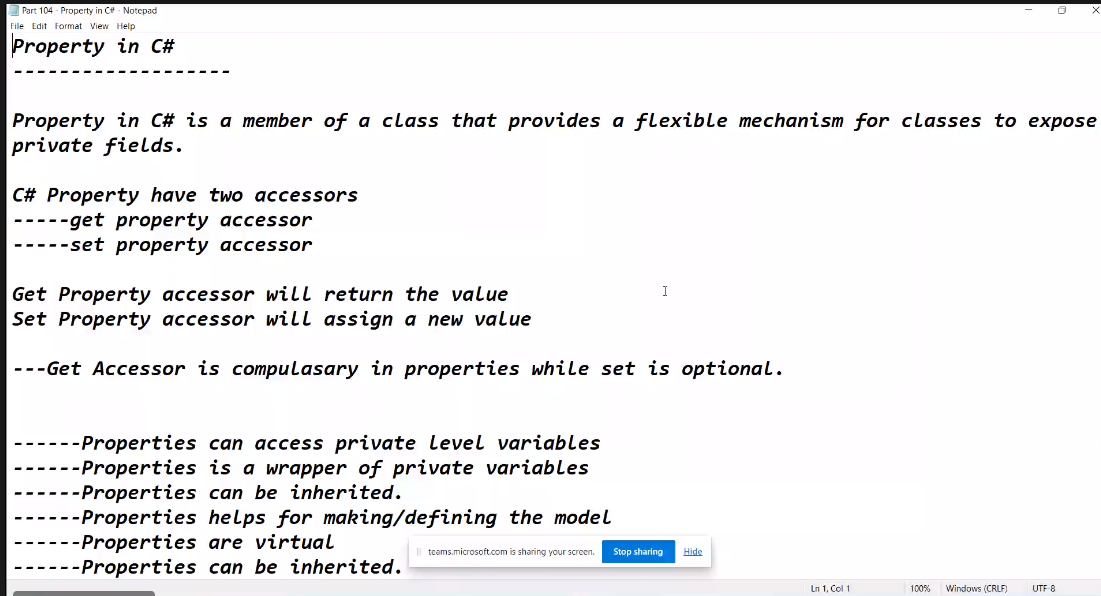 Part 104 - Property in C# - Notepad
File Edit Format View Help
Property in C#
-------------------
Property in C# is a member of a class that provides a flexible mechanism for classes to expose
private fields.
C# Property have two accessors
-----get property accessor
-----set property accessor
Get Property accessor will return the value
Set Property accessor will assign a new value
---Get Accessor is compulasary in properties while set is optional.
------Properties can access private level variables
------Properties is a wrapper of private variables
------Properties can be inherited.
------Properties helps for making/defining the model
------Properties are virtual
------Properties can be inherited.
teams.microsoft.com is sharing your screen. Stop sharing Hide
Ln 1, Col 1 100% Windows (CRLF) UTF-8